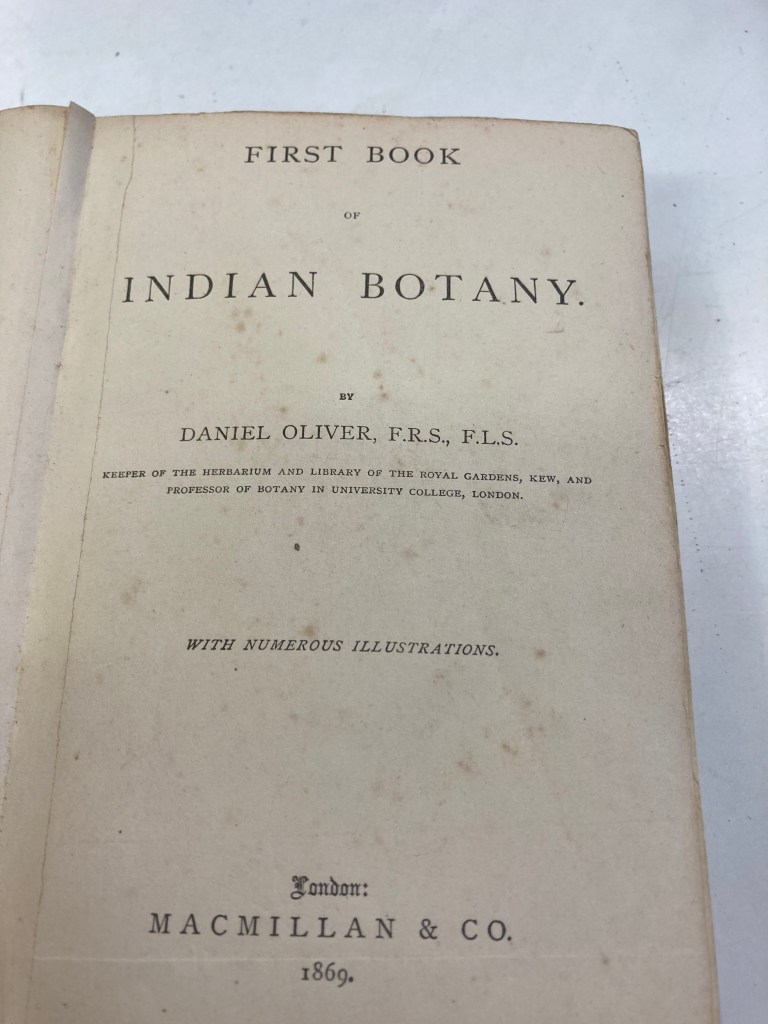 FIRST BOOK
OF
INDIAN BOTANY.
BY
DANIEL OLIVER, F.R.S., F.L.S.
KEEPER OF THE HERBARIUM AND LIBRARY OF THE ROYAL GARDENS, KEW, AND
PROFESSOR OF BOTANY IN UNIVERSITY COLLEGE, LONDON.
WITH NUMEROUS ILLUSTRATIONS.
London:
MACMILLAN & CO.
1869.